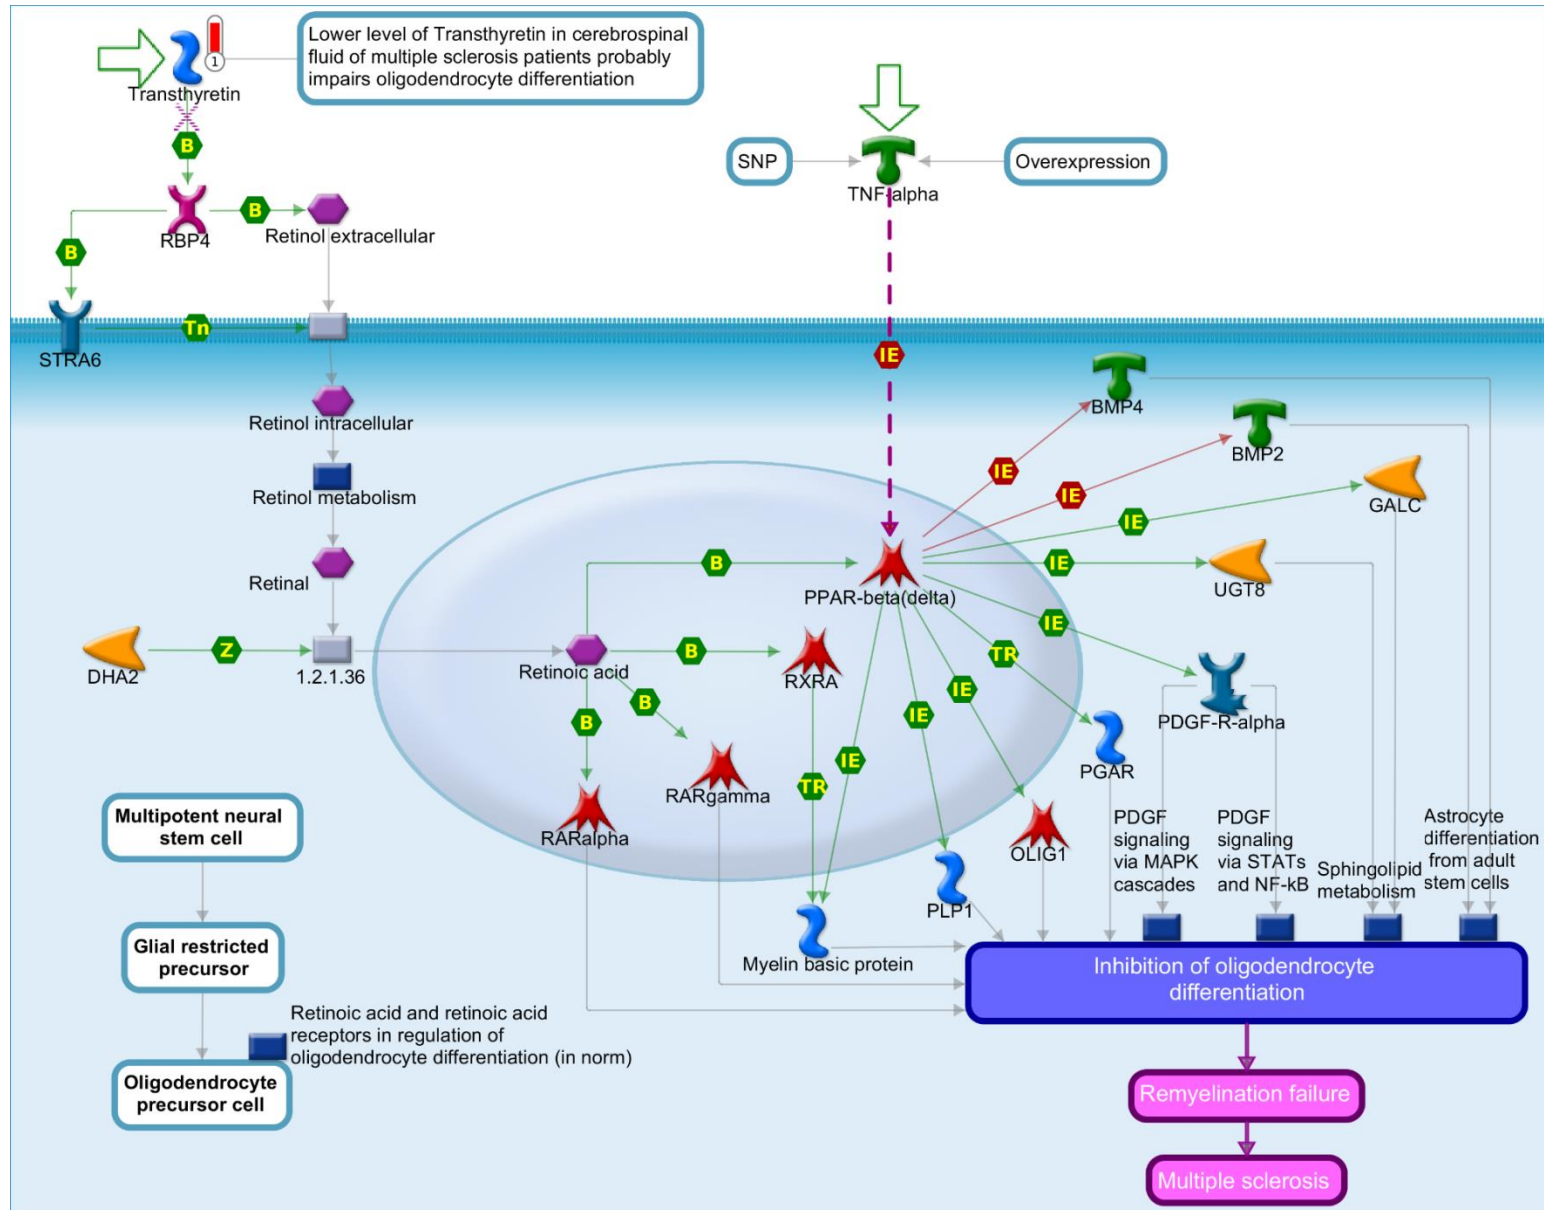 Lower level of Transthyretin in cerebrospinal
fluid of multiple sclerosis patients probably
impairs oligodendrocyte differentiation
1
Transthyretin
B
SNP
Overexpression
TNF-alpha
B
RBP4
Retinol extracellular
B
Tn
STRA6
IE
BMP4
Retinol intracellular
BMP2
IE
IE
GALC
Retinol metabolism
IE
B
IE
UGT8
Retinal
PPAR-beta(delta)
IE
Z
B
TR
DHA2
1.2.1.36
Retinoic acid
RXRA
IE
B
B
IE
PDGF-R-alpha
IE
TR
PGAR
RARgamma
RARalpha
OLIG1
PLP1
Myelin basic protein
PDGF
signaling
via MAPK
cascades
PDGF
signaling
via STATs
and NF-kB
Sphingolipid
metabolism
Astrocyte
differentiation
from adult
stem cells
Multipotent neural
stem cell
Glial restricted
precursor
Retinoic acid and retinoic acid
receptors in regulation of
oligodendrocyte differentiation (in norm)
Oligodendrocyte
precursor cell
Inhibition of oligodendrocyte
differentiation
Remyelination failure
Multiple sclerosis